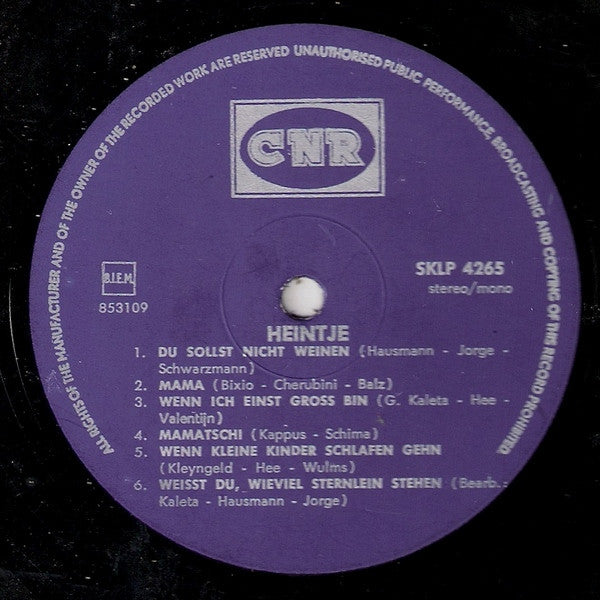 ALL RIGHTS OF THE MANUFACTURER AND OF THE OWNER OF THE RECORDED WORK ARE RESERVED UNAUTHORISED PUBLIC PERFORMANCE, BROADCASTING AND COPYING OF THIS RECORD PROHIBITED
CNR
B.I.E.M.
853109
SKLP 4265
stereo/mono
HEINTJE
1. DU SOLLST NICHT WEINEN (Hausmann - Jorge -
Schwarzmann)
2. MAMA (Bixio - Cherubini - Balz)
3. WENN ICH EINST GROSS BIN (G. Kaleta - Hee -
Valentijn)
4. MAMATSCHI (Kappus - Schima)
5. WENN KLEINE KINDER SCHLAFEN GEHN
(Kleyngeld - Hee - Wulms)
6. WEISST DU, WIEVIEL STERNLEIN STEHEN (Bearb.:
Kaleta - Hausmann - Jorge)